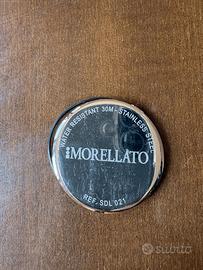 WATER RESISTANT 30M - STAINLESS STEEL
MORELLATO
REF. SDL 021
subito